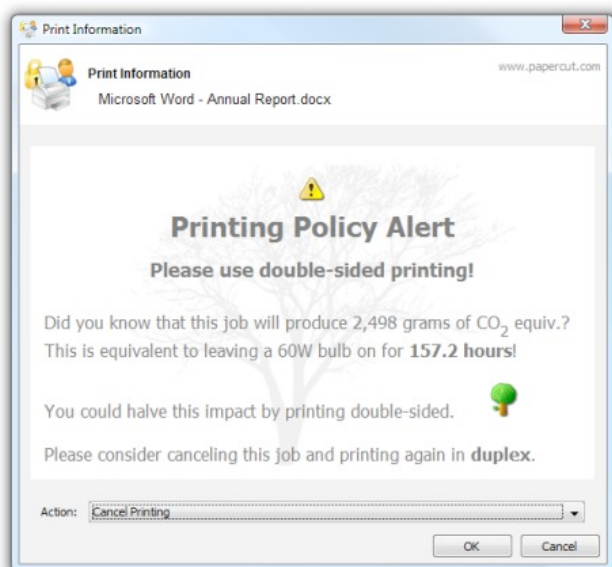 Print Information
Print Information
www.papercut.com
Microsoft Word - Annual Report.docx
Printing Policy Alert
Please use double-sided printing!
Did you know that this job will produce 2,498 grams of CO₂ equiv.?
This is equivalent to leaving a 60W bulb on for 157.2 hours!
You could halve this impact by printing double-sided.
Please consider canceling this job and printing again in duplex.
Action: Cancel Printing
OK Cancel